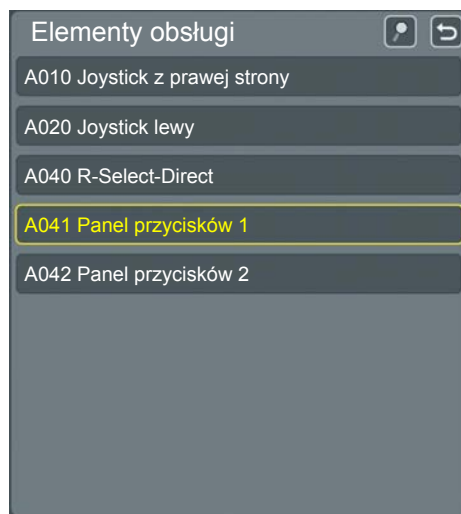 Elementy obsługi
A010 Joystick z prawej strony
A020 Joystick lewy
A040 R-Select-Direct
A041 Panel przycisków 1
A042 Panel przycisków 2